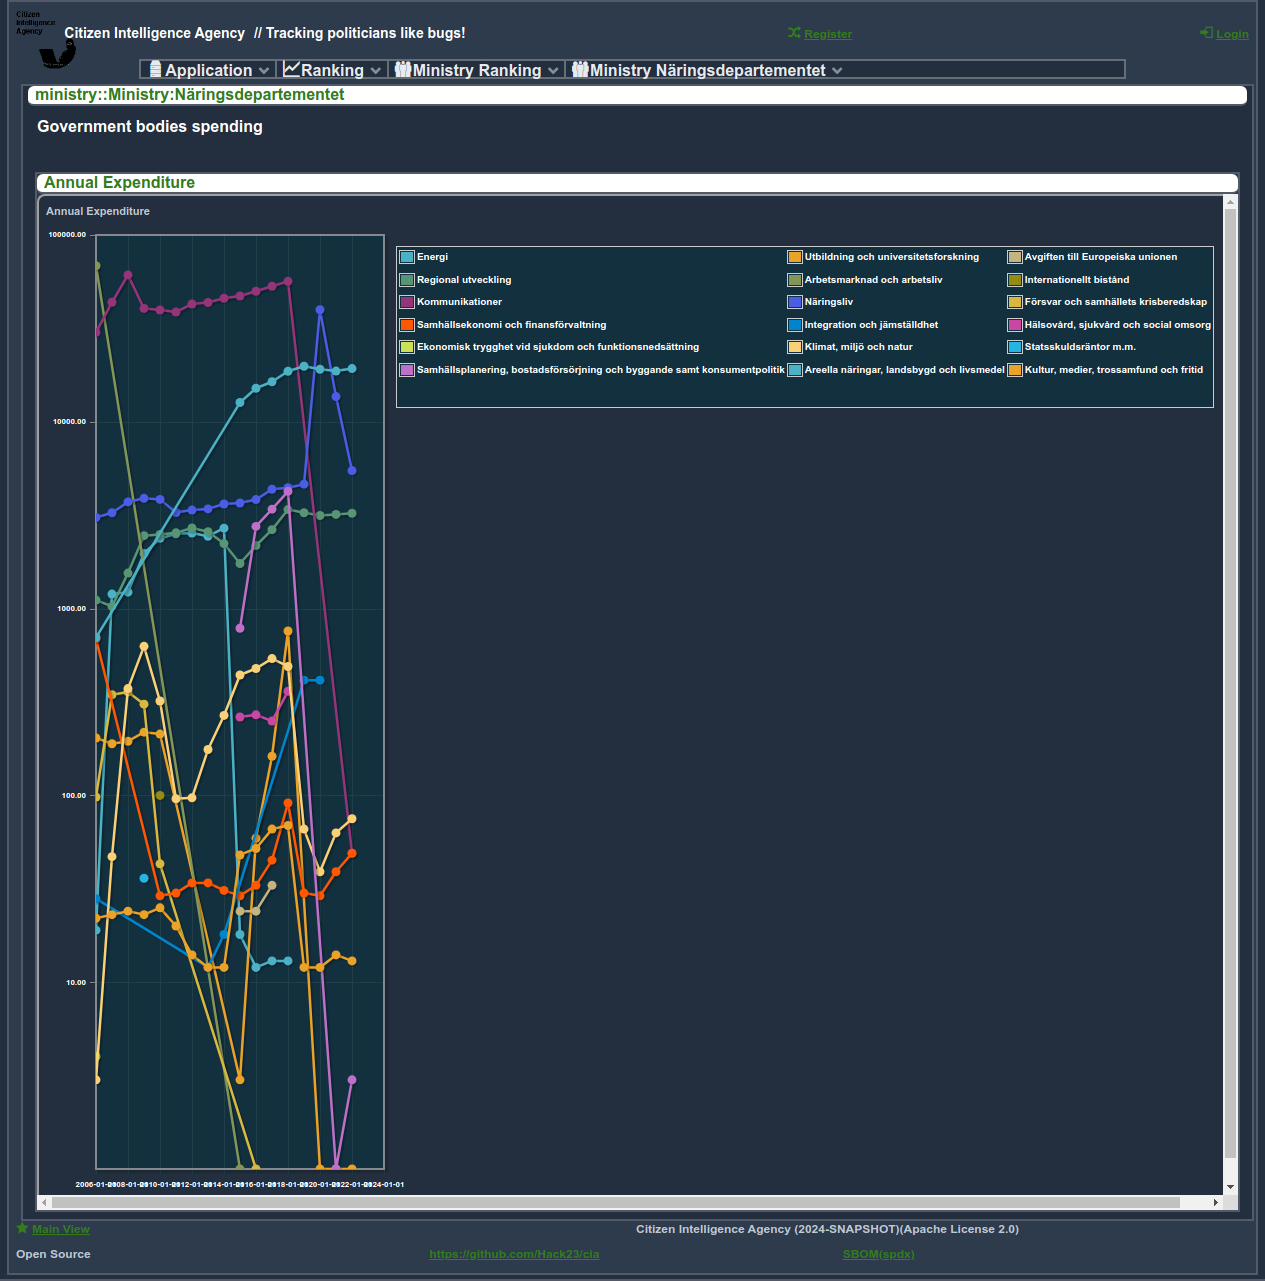 Citizen
Intelligence
Agency
Citizen Intelligence Agency // Tracking politicians like bugs!
Register
Login
Application
Ranking
Ministry Ranking
Ministry Näringsdepartementet
ministry::Ministry:Näringsdepartementet
Government bodies spending
Annual Expenditure
Annual Expenditure
100000.00
10000.00
1000.00
100.00
10.00
Energi
Utbildning och universitetsforskning
Avgiften till Europeiska unionen
Regional utveckling
Arbetsmarknad och arbetsliv
Internationellt bistånd
Kommunikationer
Näringsliv
Försvar och samhällets krisberedskap
Samhällsekonomi och finansförvaltning
Integration och jämställdhet
Hälsovård, sjukvård och social omsorg
Ekonomisk trygghet vid sjukdom och funktionsnedsättning
Klimat, miljö och natur
Statsskuldsräntor m.m.
Samhällsplanering, bostadsförsörjning och byggande samt konsumentpolitik
Areella näringar, landsbygd och livsmedel
Kultur, medier, trossamfund och fritid
2006-01-01
2008-01-01
2010-01-01
2012-01-01
2014-01-01
2016-01-01
2018-01-01
2020-01-01
2022-01-01
2024-01-01
Main View
Citizen Intelligence Agency (2024-SNAPSHOT)(Apache License 2.0)
Open Source
https://github.com/Hack23/cia
SBOM(spdx)